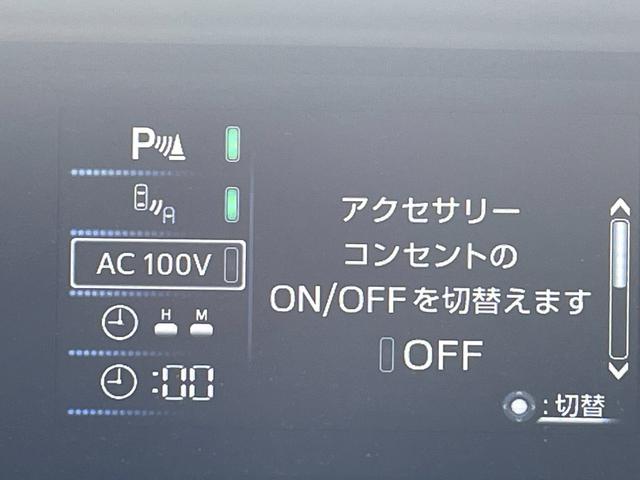 P
A
AC 100V
H M
:00
アクセサリー
コンセントの
ON/OFFを切替えます
OFF
:切替